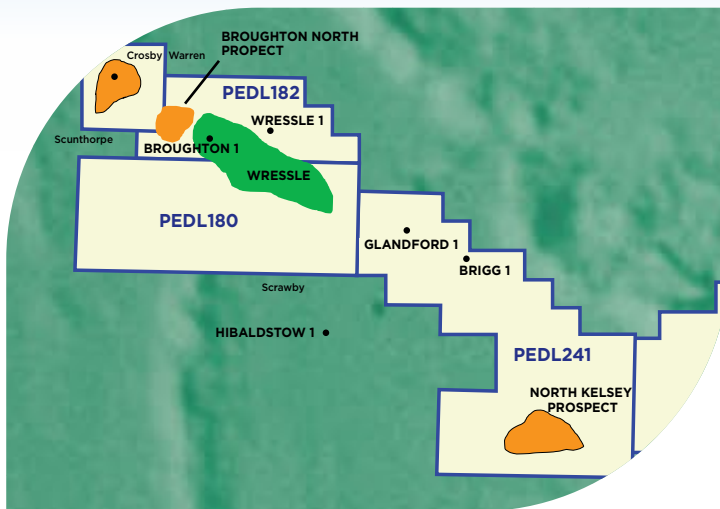 BROUGHTON NORTH
PROPECT
Crosby Warren
PEDL182
WRESSLE 1
Scunthorpe
BROUGHTON 1
WRESSLE
PEDL180
GLANDFORD 1
BRIGG 1
Scrawby
HIBALDSTOW 1
PEDL241
NORTH KELSEY
PROSPECT